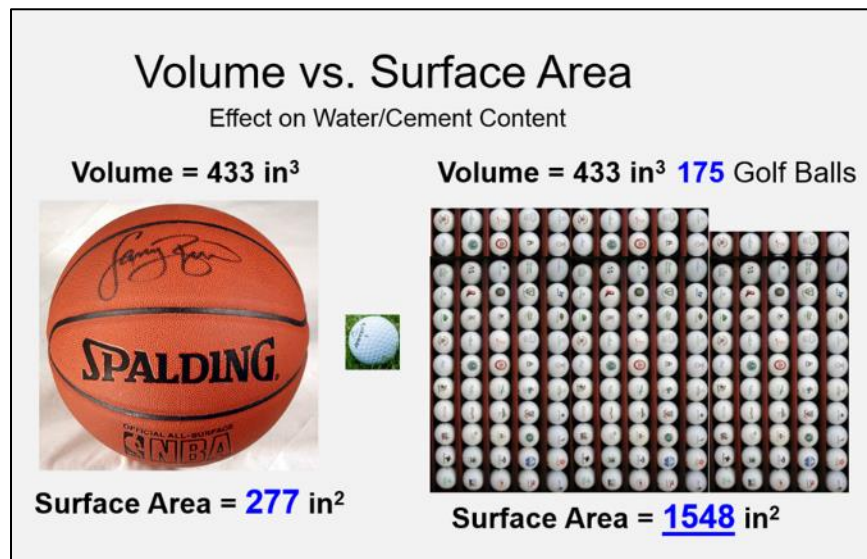 Volume vs. Surface Area
Effect on Water/Cement Content
Volume = 433 in³
Volume = 433 in³ 175 Golf Balls
SPALDING
OFFICIAL ALL-SURFACE
NBA
Surface Area = 277 in²
Surface Area = 1548 in²